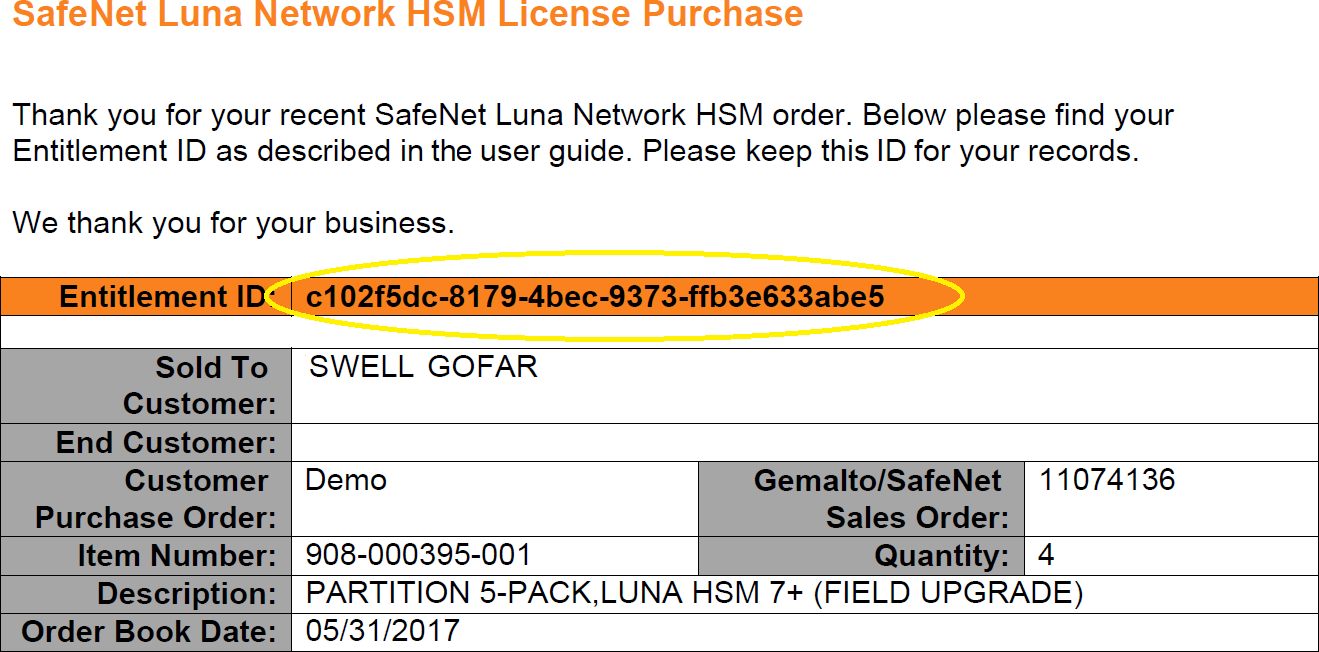 SafeNet Luna Network HSM License Purchase
Thank you for your recent SafeNet Luna Network HSM order. Below please find your
Entitlement ID as described in the user guide. Please keep this ID for your records.
We thank you for your business.
Entitlement ID: c102f5dc-8179-4bec-9373-ffb3e633abe5
Sold To
Customer:
SWELL GOFAR
End Customer:
Customer
Purchase Order:
Demo
Gemalto/SafeNet
Sales Order:
11074136
Item Number: 908-000395-001
Quantity: 4
Description: PARTITION 5-PACK,LUNA HSM 7+ (FIELD UPGRADE)
Order Book Date: 05/31/2017